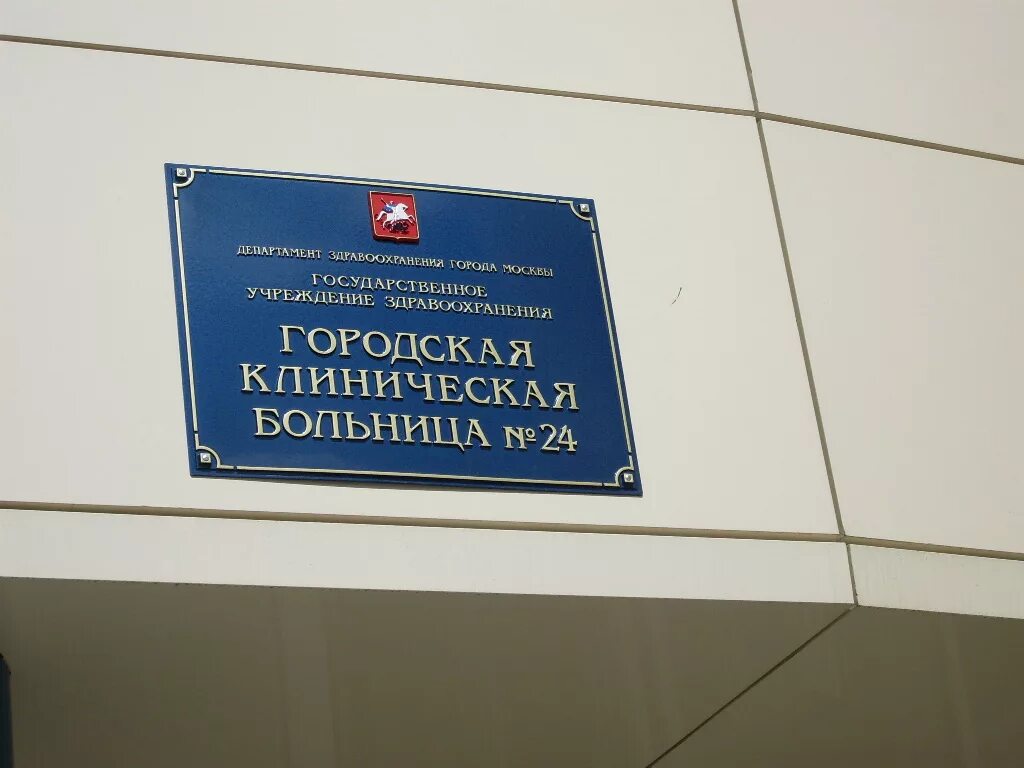 ДЕПАРТАМЕНТ ЗДРАВООХРАНЕНИЯ ГОРОДА МОСКВЫ
ГОСУДАРСТВЕННОЕ
УЧРЕЖДЕНИЕ ЗДРАВООХРАНЕНИЯ
ГОРОДСКАЯ
КЛИНИЧЕСКАЯ
БОЛЬНИЦА №24